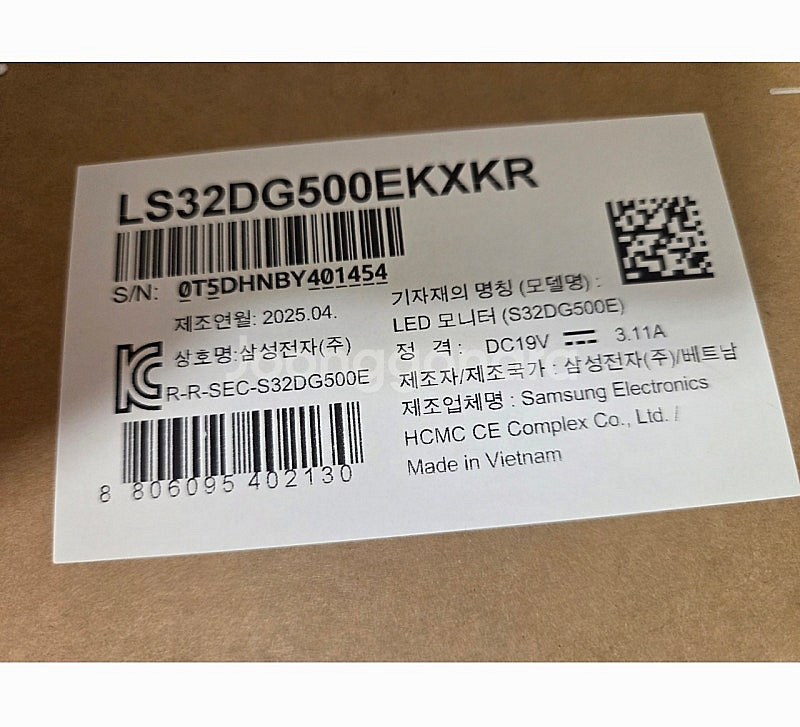 LS32DG500EKXKR
S/N: 0T5DHNBY401454
제조연월: 2025.04.
상호명:삼성전자(주)
R-R-SEC-S32DG500E
8 806095 402130
기자재의 명칭 (모델명) :
LED 모니터 (S32DG500E)
정 격 : DC19V 3.11A
제조자/제조국가 : 삼성전자(주)/베트남
제조업체명 : Samsung Electronics
HCMC CE Complex Co., Ltd. /
Made in Vietnam